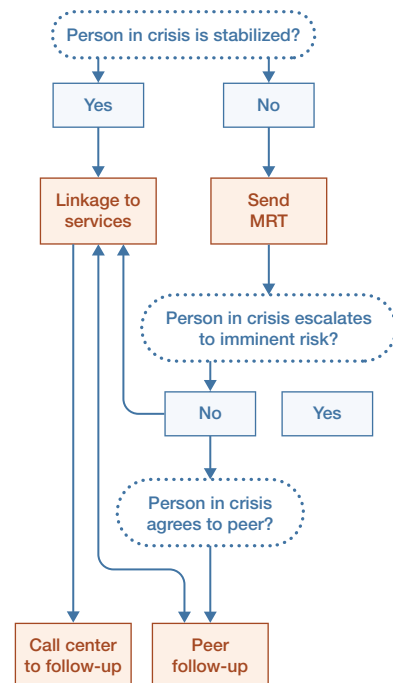 Person in crisis is stabilized?
Yes
No
Linkage to
services
Send
MRT
Person in crisis escalates
to imminent risk?
No
Yes
Person in crisis
agrees to peer?
Call center
to follow-up
Peer
follow-up